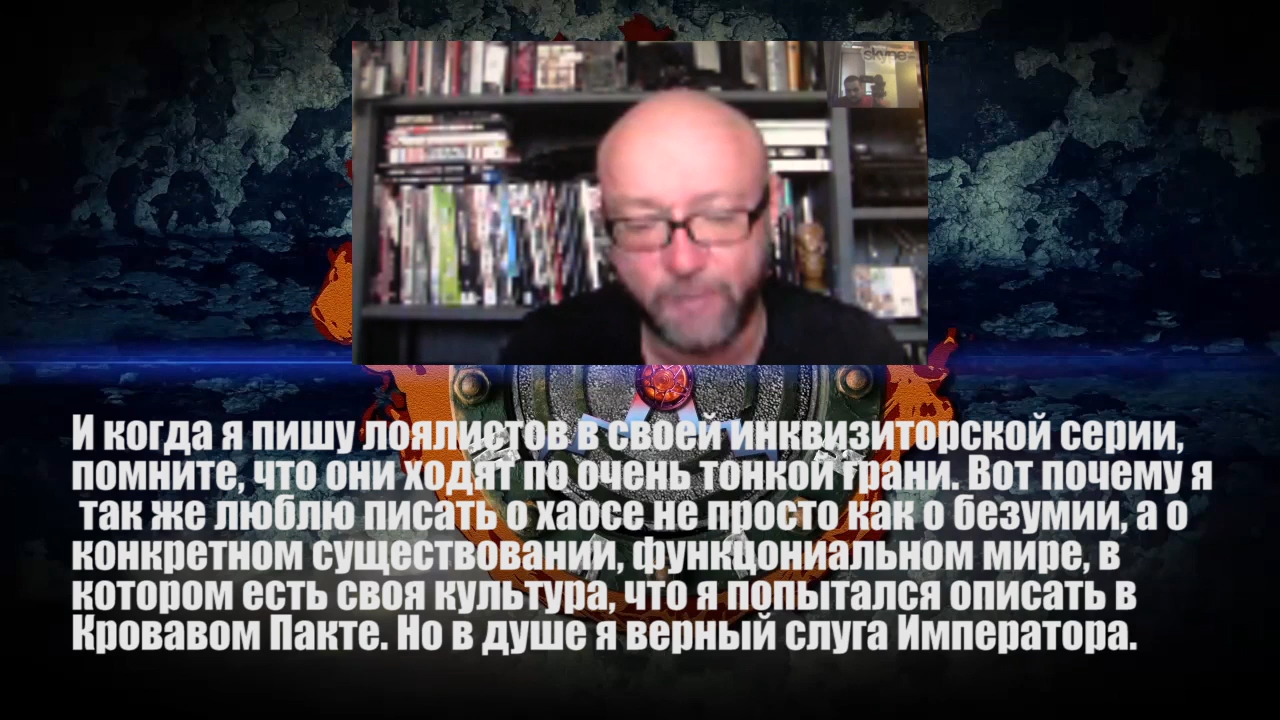 skype
И когда я пишу лоялистов в своей инквизиторской серии,
помните, что они ходят по очень тонкой грани. Вот почему я
так же люблю писать о хаосе не просто как о безумии, а о
конкретном существовании, функцониальном мире, в
котором есть своя культура, что я попытался описать в
Кровавом Пакте. Но в душе я верный слуга Императора.